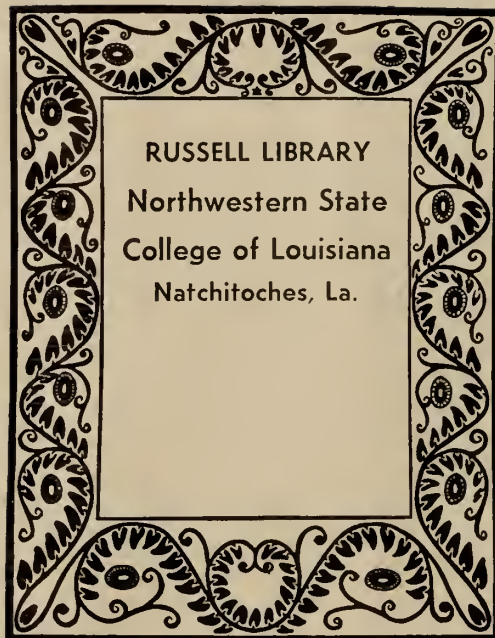 RUSSELL LIBRARY
Northwestern State
College of Louisiana
Natchitoches, La.